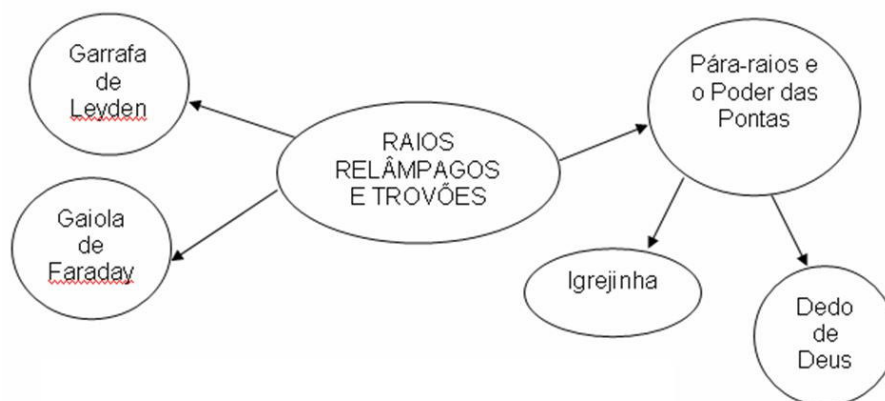 Garrafa
de
Leyden
Pára-raios e
o Poder das
Pontas
RAIOS
RELÂMPAGOS
E TROVÕES
Gaiola
de
Faraday
Igrejinha
Dedo
de
Deus